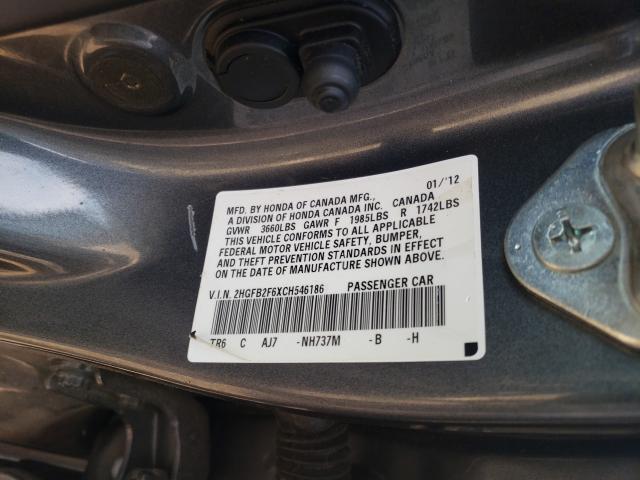 MFD. BY HONDA OF CANADA MFG., 01/'12
A DIVISION OF HONDA CANADA INC. CANADA
GVWR 3660LBS GAWR F 1985LBS R 1742LBS
THIS VEHICLE CONFORMS TO ALL APPLICABLE
FEDERAL MOTOR VEHICLE SAFETY, BUMPER,
AND THEFT PREVENTION STANDARDS IN EFFECT
ON THE DATE OF MANUFACTURE SHOWN ABOVE.
V.I.N. 2HGFB2F6XCH546186 PASSENGER CAR
TR6 C AJ7 -NH737M -B -H